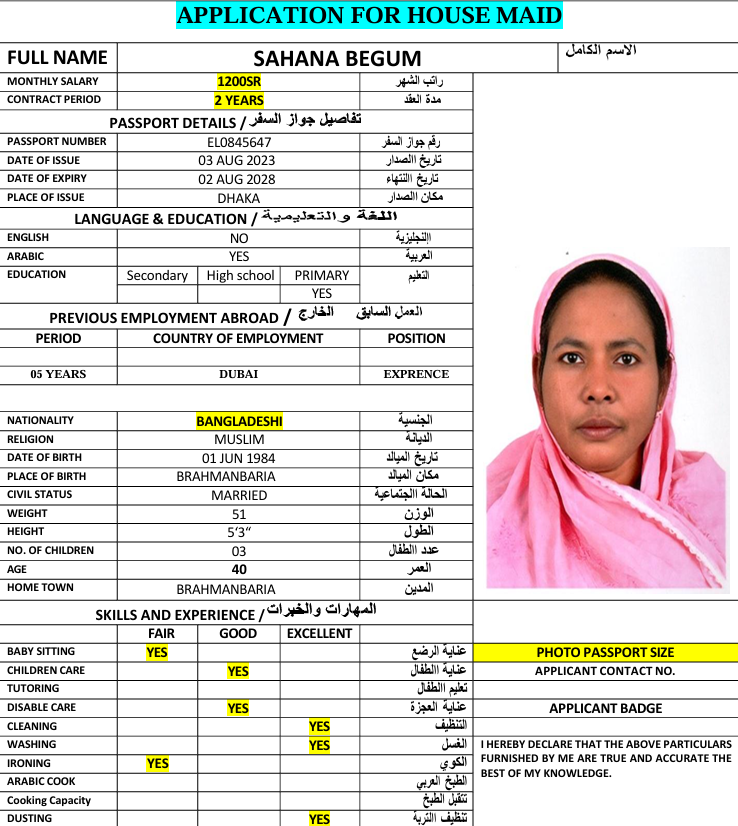 APPLICATION FOR HOUSE MAID
FULL NAME SAHANA BEGUM الاسم الكامل
MONTHLY SALARY 1200SR راتب الشهر
CONTRACT PERIOD 2 YEARS مدة العقد
PASSPORT DETAILS / تفاصيل جواز السفر
PASSPORT NUMBER EL0845647 رقم جواز السفر
DATE OF ISSUE 03 AUG 2023 تاريخ االصدار
DATE OF EXPIRY 02 AUG 2028 تاريخ االنتهاء
PLACE OF ISSUE DHAKA مكان االصدار
LANGUAGE & EDUCATION / اللغة والتعليمية
ENGLISH NO اإلنجليزية
ARABIC YES العربية
EDUCATION Secondary High school PRIMARY التعليم
YES
PREVIOUS EMPLOYMENT ABROAD / العمل السابق الخارج
PERIOD COUNTRY OF EMPLOYMENT POSITION
05 YEARS DUBAI EXPRENCE
NATIONALITY BANGLADESHI الجنسية
RELIGION MUSLIM الديانة
DATE OF BIRTH 01 JUN 1984 تاريخ الميالد
PLACE OF BIRTH BRAHMANBARIA مكان الميالد
CIVIL STATUS MARRIED الحالة االجتماعية
WEIGHT 51 الوزن
HEIGHT 5'3" الطول
NO. OF CHILDREN 03 عدد االطفال
AGE 40 العمر
HOME TOWN BRAHMANBARIA المدين
SKILLS AND EXPERIENCE / المهارات والخبرات
FAIR GOOD EXCELLENT
BABY SITTING YES عناية الرضع
CHILDREN CARE YES عناية االطفال
TUTORING تعليم االطفال
DISABLE CARE YES عناية العجزة
CLEANING YES التنظيف
WASHING YES الغسل
IRONING YES الكوي
ARABIC COOK الطبخ العربي
Cooking Capacity تتقبل الطبخ
DUSTING YES تنظيف االتربة
PHOTO PASSPORT SIZE
APPLICANT CONTACT NO.
APPLICANT BADGE
I HEREBY DECLARE THAT THE ABOVE PARTICULARS
FURNISHED BY ME ARE TRUE AND ACCURATE THE
BEST OF MY KNOWLEDGE.